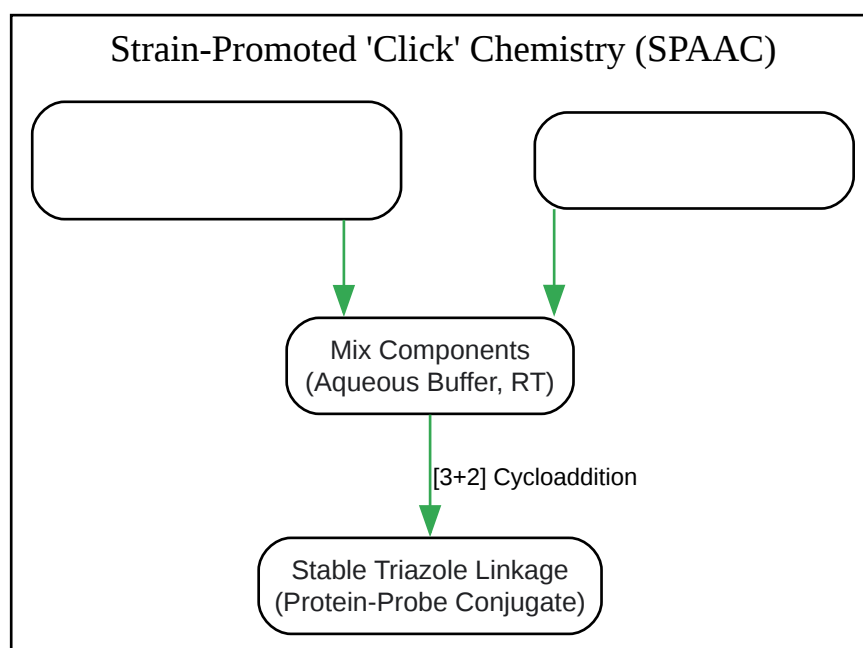 Strain-Promoted 'Click' Chemistry (SPAAC)
Mix Components
(Aqueous Buffer, RT)
[3+2] Cycloaddition
Stable Triazole Linkage
(Protein-Probe Conjugate)